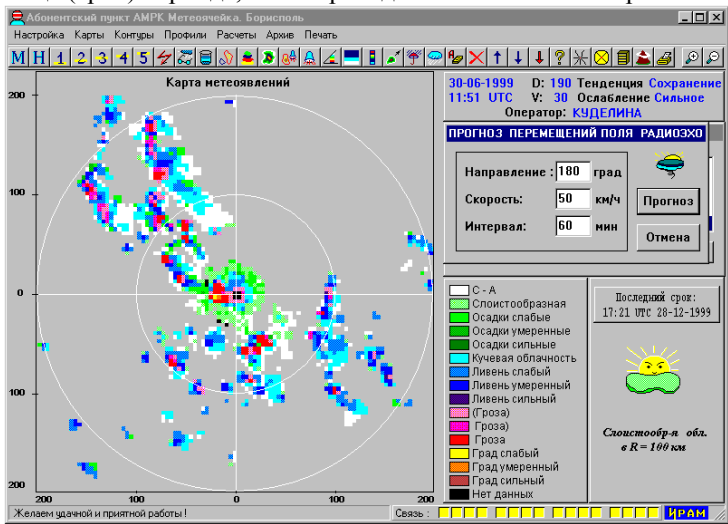 Абонентский пункт АМРК Метеоячейка. Борисполь
Настройка Карты Контуры Профили Расчеты Архив Печать
М Н 1 2 3 4 5
Карта метеоявлений
200
100
0
100
200
200 100 0 100 200
30-06-1999 D: 190 Тенденция Сохранение
11:51 UTC V: 30 Ослабление Сильное
Оператор: КУДЕЛИНА
ПРОГНОЗ ПЕРЕМЕЩЕНИЙ ПОЛЯ РАДИОЭХО
Направление : 180 град
Скорость: 50 км/ч
Интервал: 60 мин
Прогноз
Отмена
С - А
Слоистообразная
Осадки слабые
Осадки умеренные
Осадки сильные
Кучевая облачность
Ливень слабый
Ливень умеренный
Ливень сильный
(Гроза)
Гроза)
Гроза
Град слабый
Град умеренный
Град сильный
Нет данных
Последний срок:
17:21 УТС 28-12-1999
Слоистообр-я обл.
в R = 100 км
Желаем удачной и приятной работы !
Связь :
ИРАМ